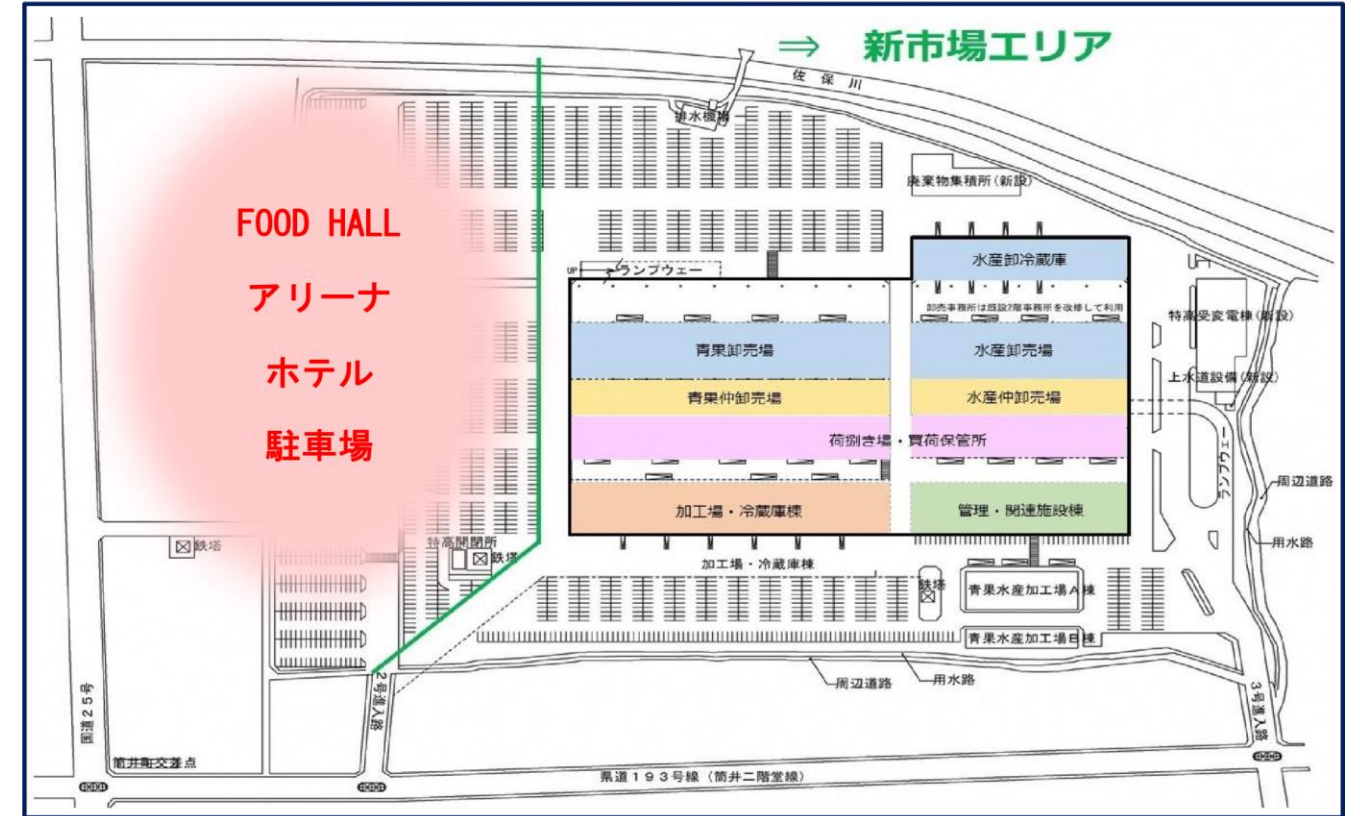 ⇒ 新市場エリア
佐保川
排水機場
廃棄物集積所(新設)
FOOD HALL
アリーナ
ホテル
駐車場
UP
ランプウェー
水産卸冷蔵庫
卸売事務所は既設2階事務所を改修して利用
特高受変電棟(新設)
青果卸売場
水産卸売場
上水道設備(新設)
青果仲卸売場
水産仲卸売場
荷捌き場・買荷保管所
ランプウェー
周辺道路
加工場・冷蔵庫棟
管理・関連施設棟
用水路
鉄塔
特高開閉所
鉄塔
加工場・冷蔵庫棟
鉄塔
青果水産加工場A棟
青果水産加工場B棟
周辺道路
用水路
国道25号
2号進入路
3号進入路
筒井町交差点
県道193号線(筒井二階堂線)